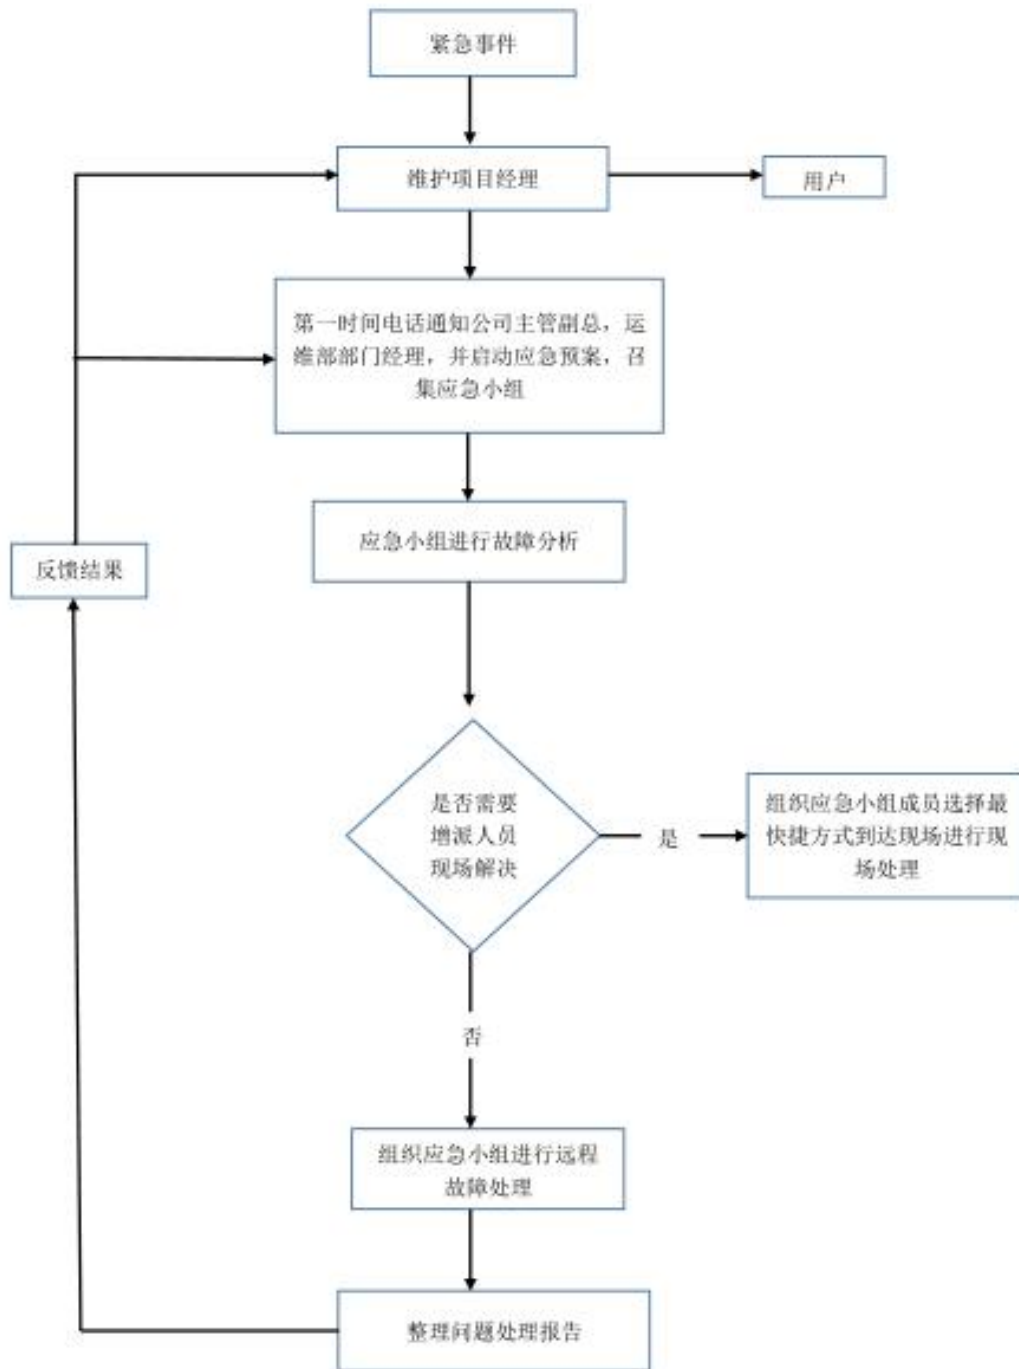 紧急事件
维护项目经理
用户
第一时间电话通知公司主管副总，运
维部部门经理，并启动应急预案，召
集应急小组
应急小组进行故障分析
反馈结果
是否需要
增派人员
现场解决
是
组织应急小组成员选择最
快捷方式到达现场进行现
场处理
否
组织应急小组进行远程
故障处理
整理问题处理报告